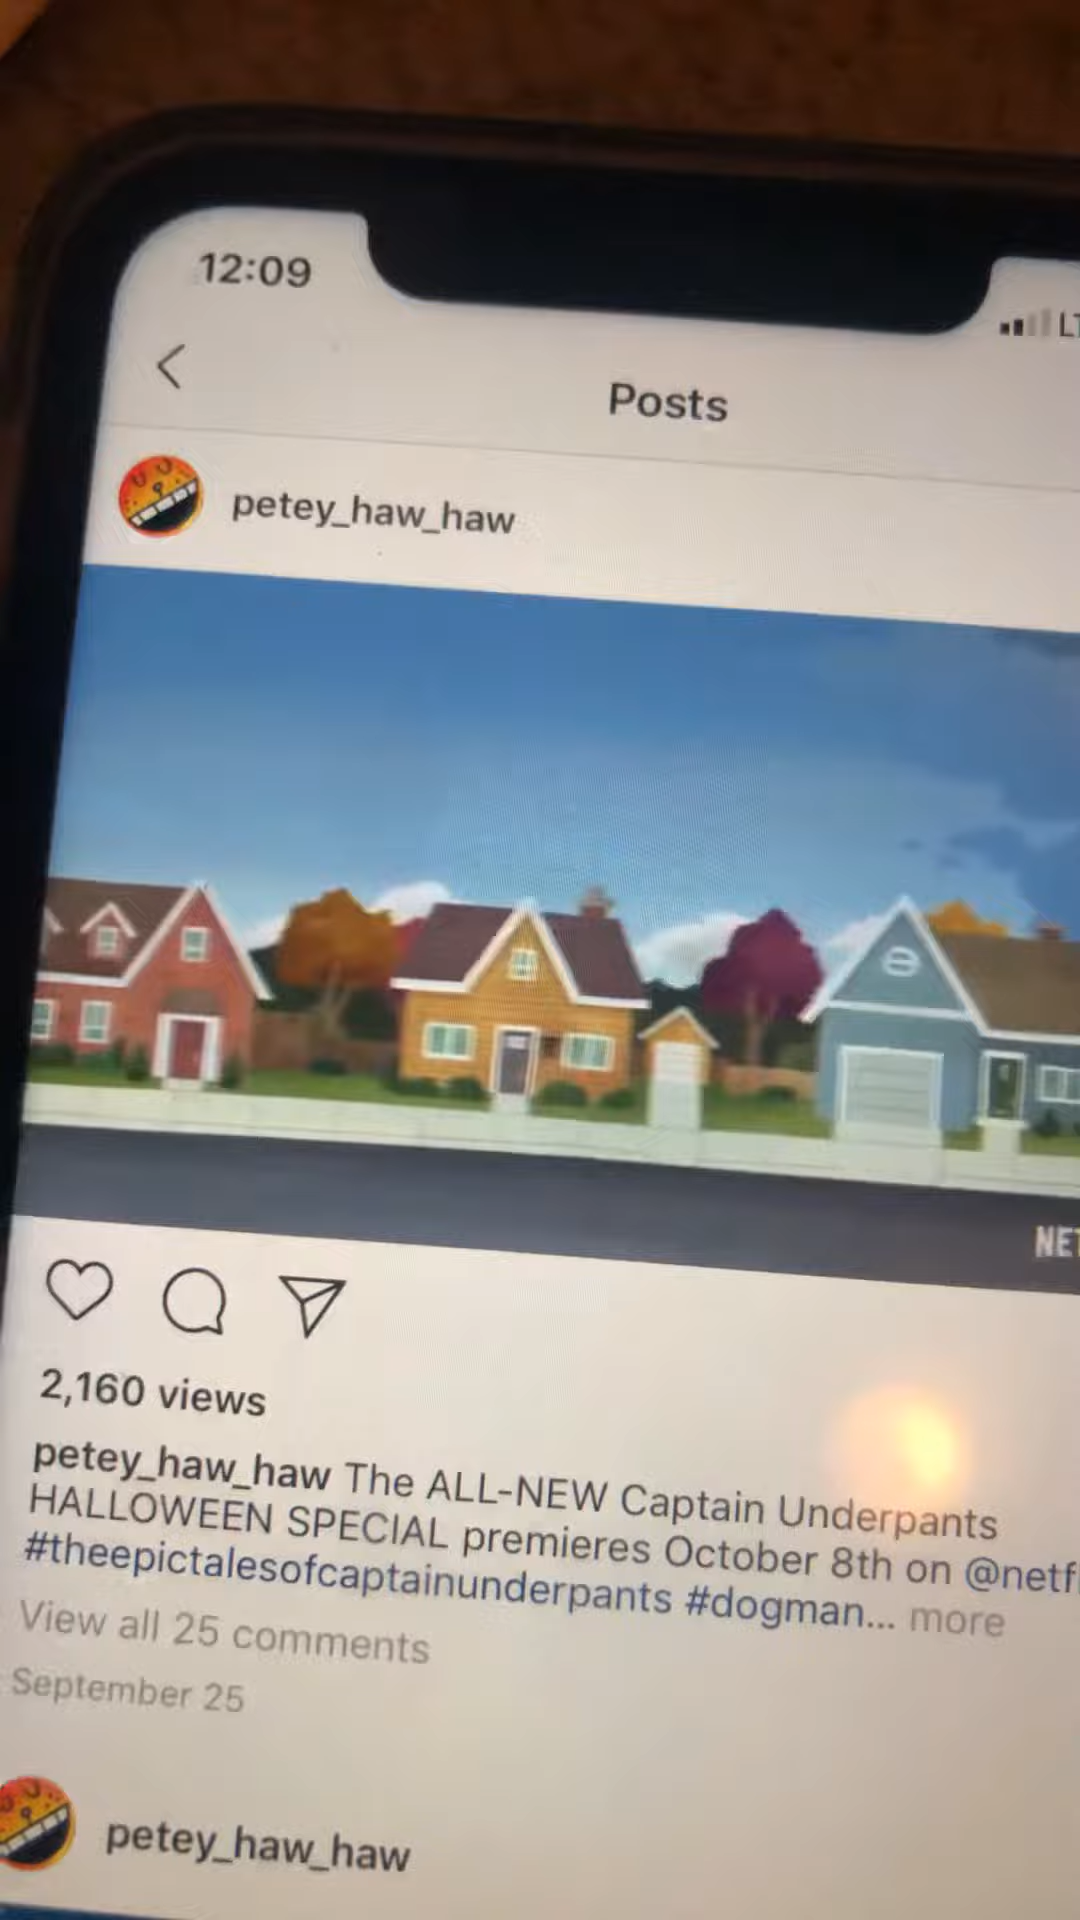 12:09
Posts
petey_haw_haw
2,160 views
petey_haw_haw The ALL-NEW Captain Underpants
HALLOWEEN SPECIAL premieres October 8th on @netf
#theepictalesofcaptainunderpants #dogman... more
View all 25 comments
September 25
petey_haw_haw